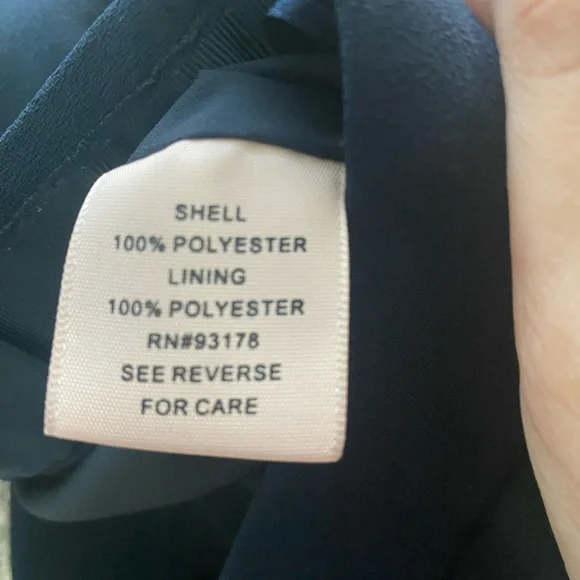 SHELL
100% POLYESTER
LINING
100% POLYESTER
RN#93178
SEE REVERSE
FOR CARE